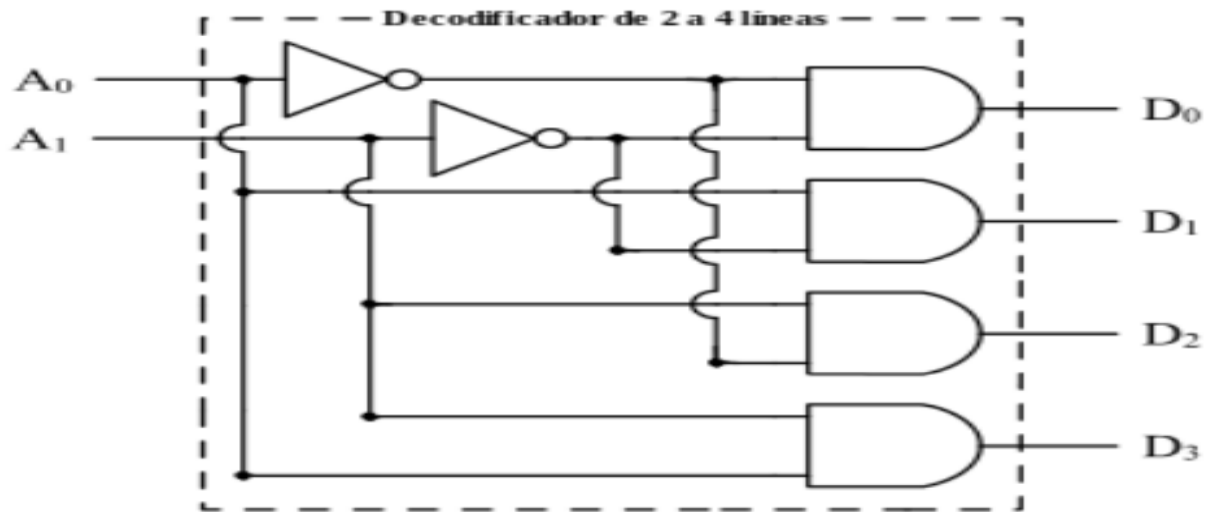 Decodificador de 2 a 4 líneas
A₀
A₁
D₀
D₁
D₂
D₃